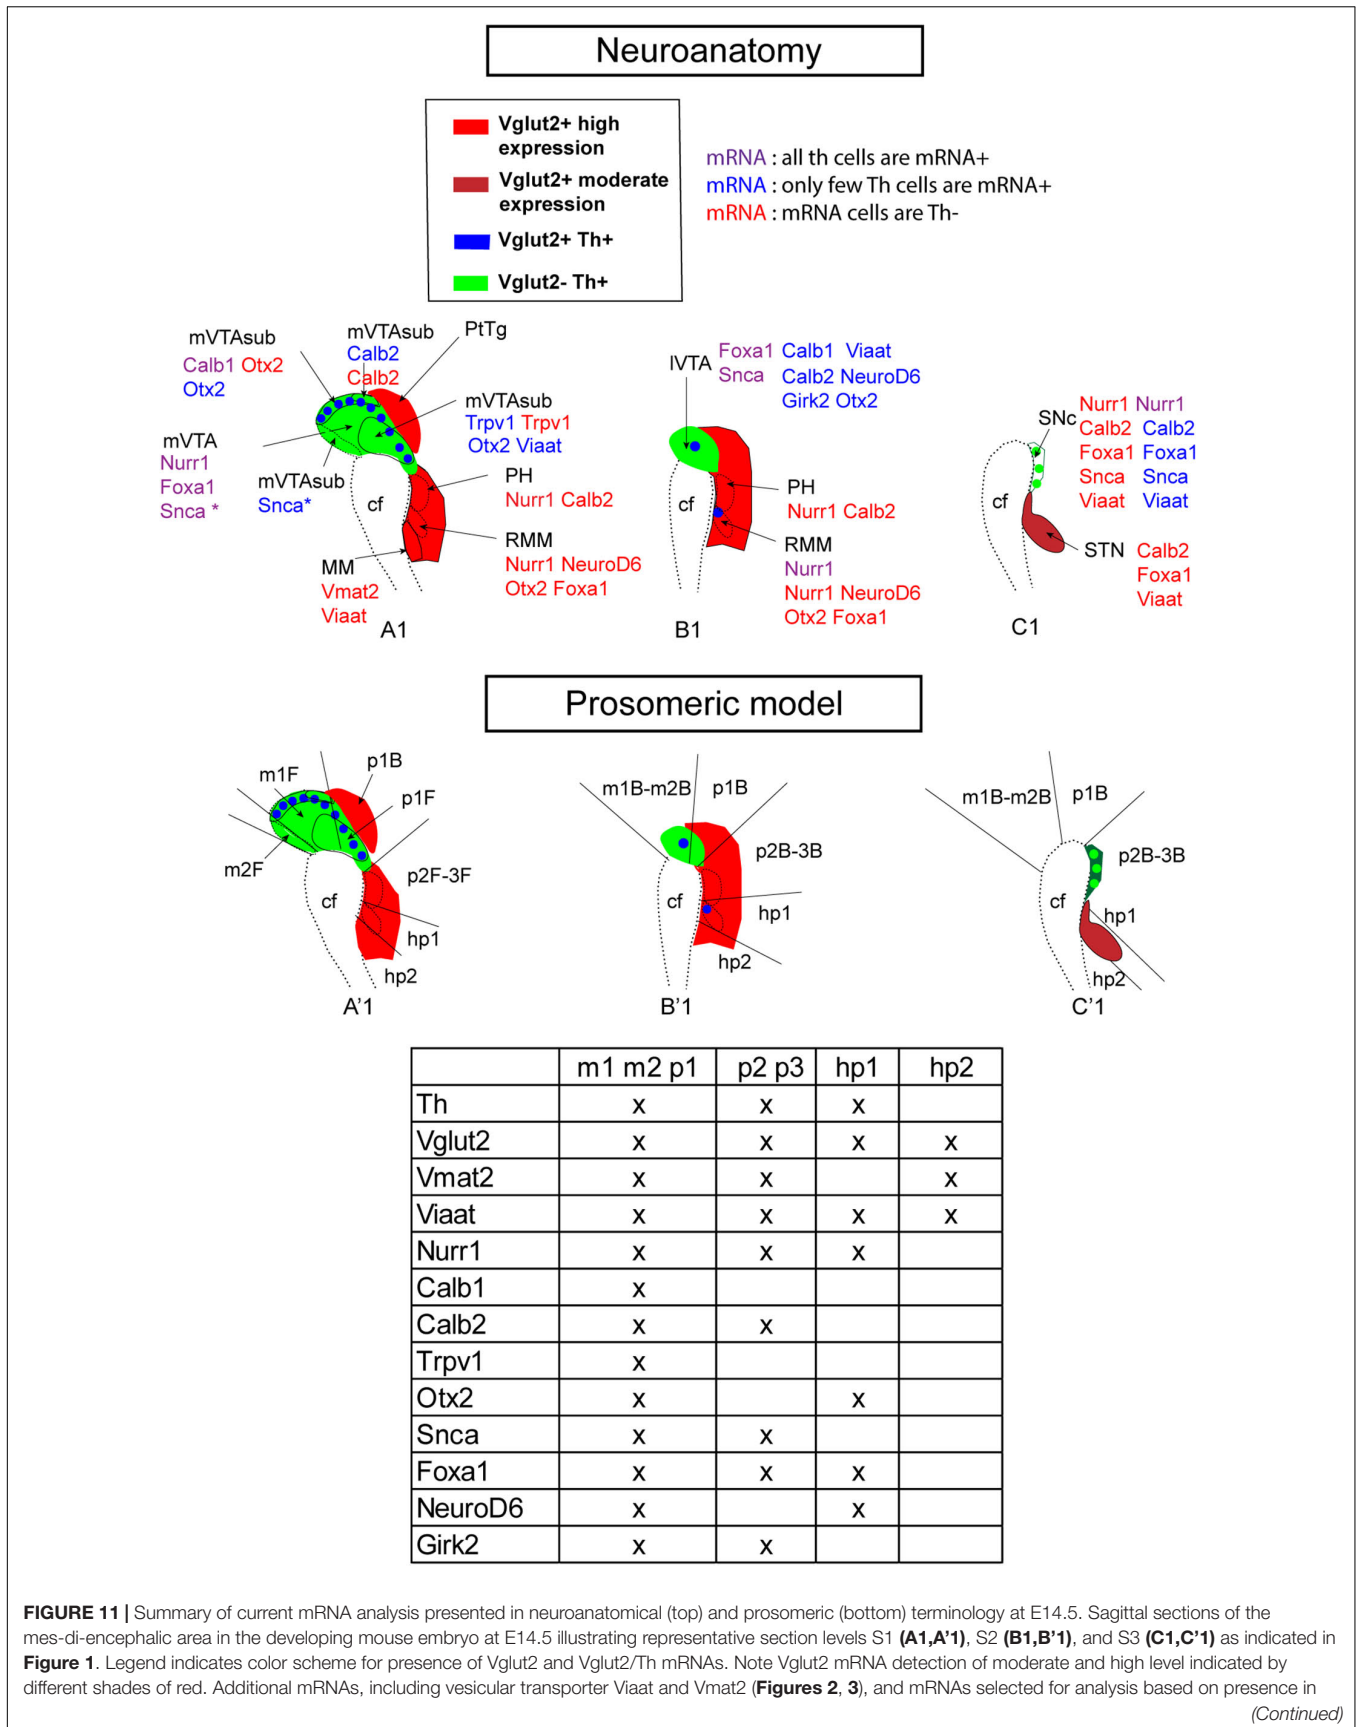 Neuroanatomy
Vglut2+ high
expression
Vglut2+ moderate
expression
Vglut2+ Th+
Vglut2- Th+
mRNA : all th cells are mRNA+
mRNA : only few Th cells are mRNA+
mRNA : mRNA cells are Th-
mVTAsub
Calb1 Otx2
Otx2
mVTAsub
Calb2
Calb2
PtTg
mVTAsub
Trpv1 Trpv1
Otx2 Viaat
mVTA
Nurr1
Foxa1
Snca *
mVTAsub
Snca*
cf
PH
Nurr1 Calb2
RMM
Nurr1 NeuroD6
Otx2 Foxa1
MM
Vmat2
Viaat
A1
lVTA
Foxa1 Calb1 Viaat
Snca Calb2 NeuroD6
Girk2 Otx2
cf
PH
Nurr1 Calb2
RMM
Nurr1
Nurr1 NeuroD6
Otx2 Foxa1
B1
SNc
Nurr1 Nurr1
Calb2 Calb2
Foxa1 Foxa1
Snca Snca
Viaat Viaat
cf
STN
Calb2
Foxa1
Viaat
C1
Prosomeric model
m1F
p1B
p1F
m2F
p2F-3F
cf
hp1
hp2
A'1
m1B-m2B
p1B
p2B-3B
cf
hp1
hp2
B'1
m1B-m2B
p1B
p2B-3B
cf
hp1
hp2
C'1
m1 m2 p1 p2 p3 hp1 hp2
Th x x x
Vglut2 x x x x
Vmat2 x x x
Viaat x x x x
Nurr1 x x x
Calb1 x
Calb2 x x
Trpv1 x
Otx2 x x
Snca x x
Foxa1 x x x
NeuroD6 x x
Girk2 x x
FIGURE 11 | Summary of current mRNA analysis presented in neuroanatomical (top) and prosomeric (bottom) terminology at E14.5. Sagittal sections of the
mes-di-encephalic area in the developing mouse embryo at E14.5 illustrating representative section levels S1 (A1,A'1), S2 (B1,B'1), and S3 (C1,C'1) as indicated in
Figure 1. Legend indicates color scheme for presence of Vglut2 and Vglut2/Th mRNAs. Note Vglut2 mRNA detection of moderate and high level indicated by
different shades of red. Additional mRNAs, including vesicular transporter Viaat and Vmat2 (Figures 2, 3), and mRNAs selected for analysis based on presence in
(Continued)